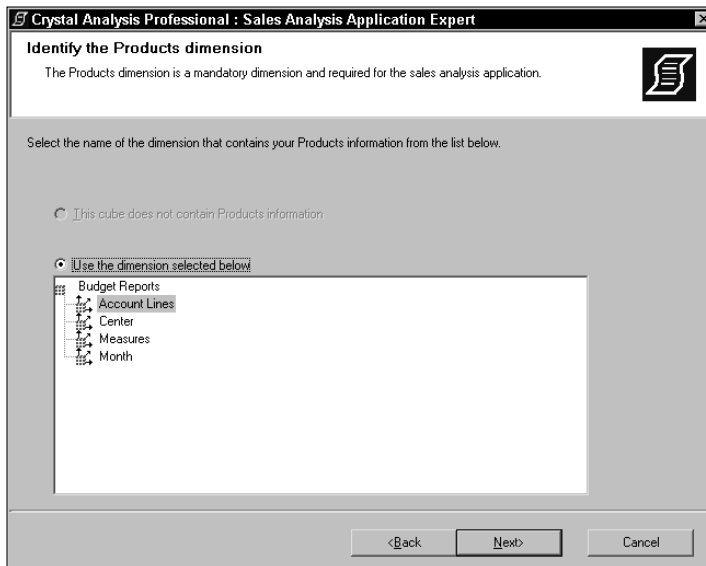 Crystal Analysis Professional : Sales Analysis Application Expert
Identify the Products dimension
The Products dimension is a mandatory dimension and required for the sales analysis application.
Select the name of the dimension that contains your Products information from the list below.
This cube does not contain Products information
Use the dimension selected below
Budget Reports
Account Lines
Center
Measures
Month
<Back
Next>
Cancel